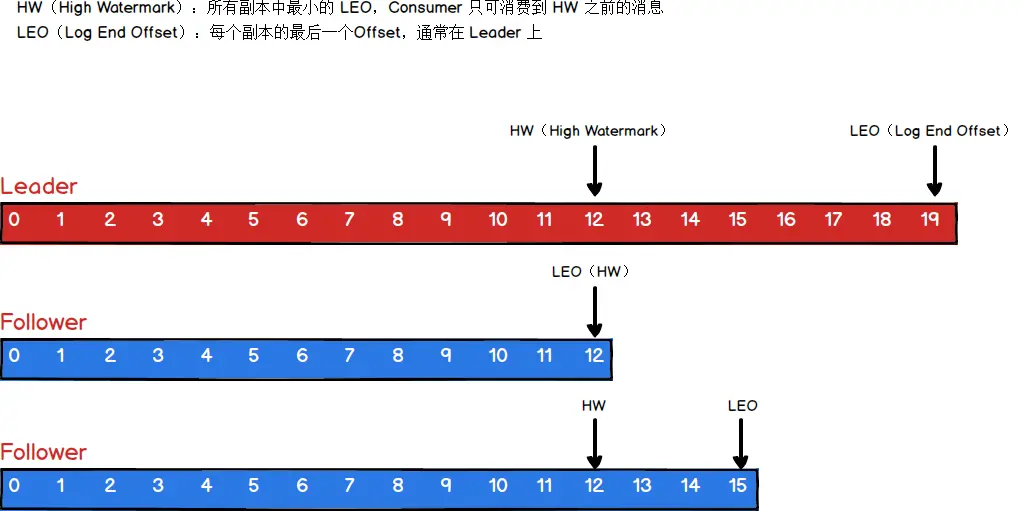 HW（High Watermark）: 所有副本中最小的 LEO，Consumer 只可消费到 HW 之前的消息
LEO（Log End Offset）: 每个副本的最后一个Offset，通常在 Leader 上
HW（High Watermark） LEO（Log End Offset）
Leader
0 1 2 3 4 5 6 7 8 9 10 11 12 13 14 15 16 17 18 19
LEO（HW）
Follower
0 1 2 3 4 5 6 7 8 9 10 11 12
HW LEO
Follower
0 1 2 3 4 5 6 7 8 9 10 11 12 13 14 15